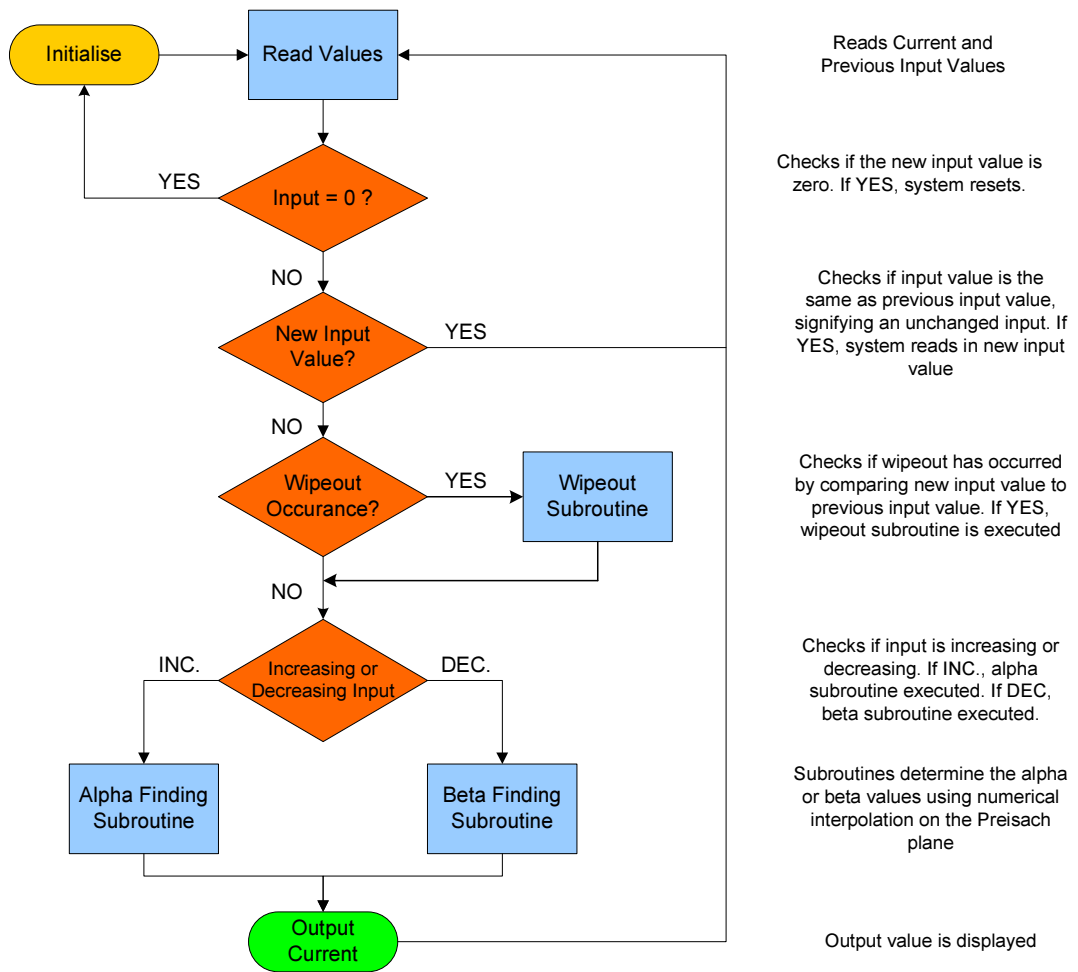 Initialise
Read Values
Reads Current and
Previous Input Values
YES
Input = 0 ?
Checks if the new input value is
zero. If YES, system resets.
NO
New Input
Value?
YES
Checks if input value is the
same as previous input value,
signifying an unchanged input. If
YES, system reads in new input
value
NO
Wipeout
Occurance?
YES
Wipeout
Subroutine
Checks if wipeout has occurred
by comparing new input value to
previous input value. If YES,
wipeout subroutine is executed
NO
INC.
Increasing or
Decreasing Input
DEC.
Checks if input is increasing or
decreasing. If INC., alpha
subroutine executed. If DEC,
beta subroutine executed.
Alpha Finding
Subroutine
Beta Finding
Subroutine
Subroutines determine the alpha
or beta values using numerical
interpolation on the Preisach
plane
Output
Current
Output value is displayed